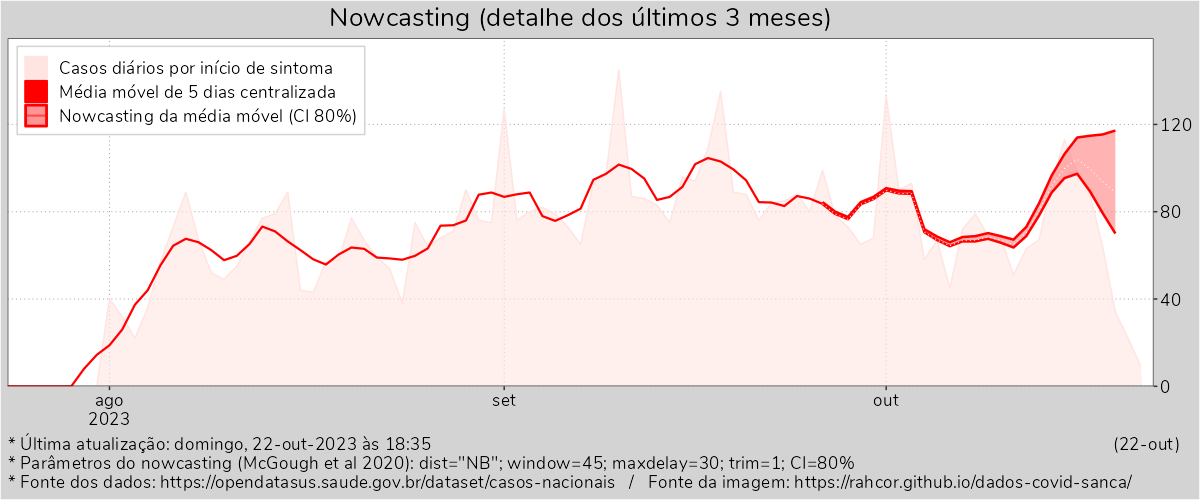 Nowcasting (detalhe dos últimos 3 meses)
Casos diários por início de sintoma
Média móvel de 5 dias centralizada
Nowcasting da média móvel (CI 80%)
120
80
40
0
ago
2023
set
out
* Última atualização: domingo, 22-out-2023 às 18:35
(22-out)
* Parâmetros do nowcasting (McGough et al 2020): dist="NB"; window=45; maxdelay=30; trim=1; CI=80%
* Fonte dos dados: https://opendatasus.saude.gov.br/dataset/casos-nacionais / Fonte da imagem: https://rahcor.github.io/dados-covid-sanca/